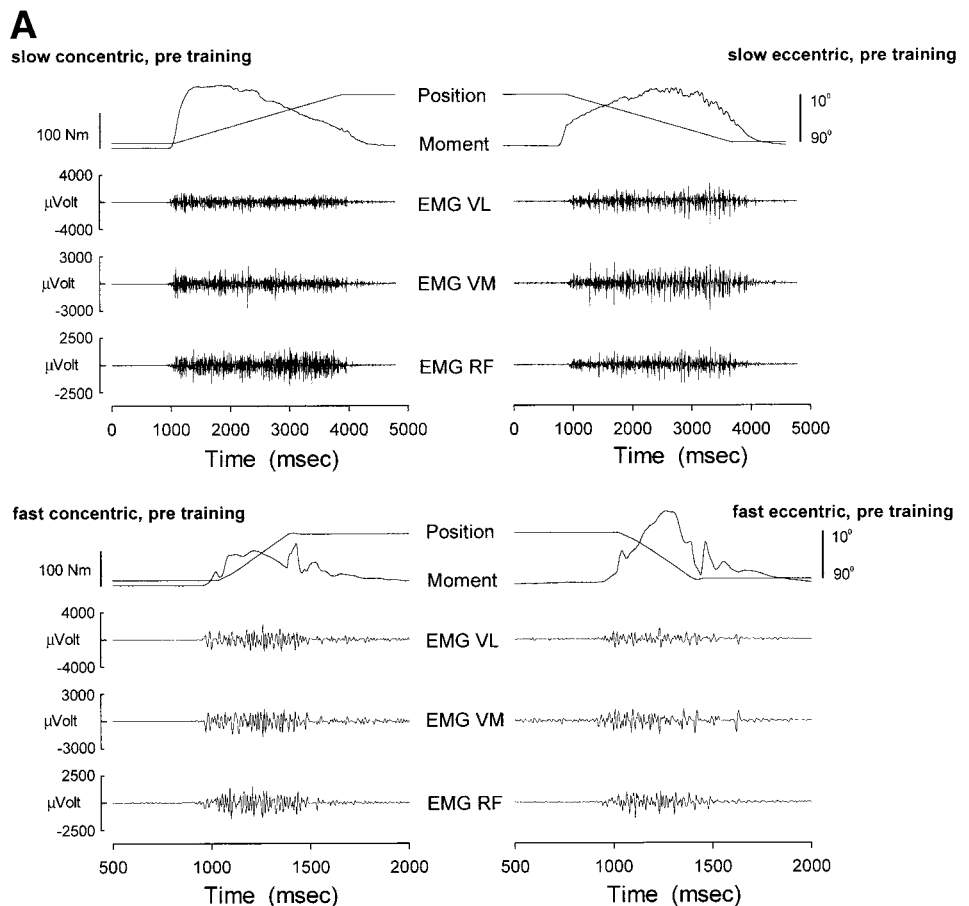 A
slow concentric, pre training
slow eccentric, pre training
Position
10⁰
100 Nm
Moment
90⁰
4000
µVolt
EMG VL
-4000
3000
µVolt
EMG VM
-3000
2500
µVolt
EMG RF
-2500
0 1000 2000 3000 4000 5000
0 1000 2000 3000 4000 5000
Time (msec)
Time (msec)
fast concentric, pre training
fast eccentric, pre training
Position
10⁰
100 Nm
Moment
90⁰
4000
µVolt
EMG VL
-4000
3000
µVolt
EMG VM
-3000
2500
µVolt
EMG RF
-2500
500 1000 1500 2000
500 1000 1500 2000
Time (msec)
Time (msec)